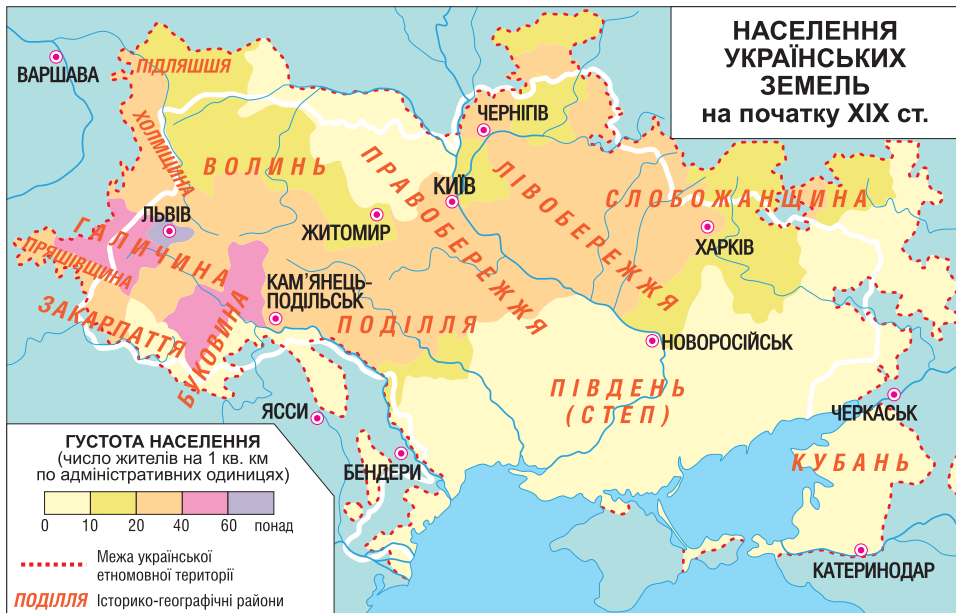 НАСЕЛЕННЯ
УКРАЇНСЬКИХ
ЗЕМЕЛЬ
на початку XIX ст.
ВАРШАВА
ПІДЛЯШШЯ
ХОЛМЩИНА
ВОЛИНЬ
ЧЕРНІГІВ
ПРАВОБЕРЕЖЖЯ
КИЇВ
ЛІВОБЕРЕЖЖЯ
СЛОБОЖАНЩИНА
ХАРКІВ
ЛЬВІВ
ЖИТОМИР
ГАЛИЧИНА
ПРЯШІВЩИНА
ЗАКАРПАТТЯ
БУКОВИНА
КАМ’ЯНЕЦЬ-
ПОДІЛЬСЬК
ПОДІЛЛЯ
НОВОРОСІЙСЬК
ПІВДЕНЬ
(СТЕП)
ЯССИ
БЕНДЕРИ
ЧЕРКАСЬК
КУБАНЬ
КАТЕРИНОДАР
ГУСТОТА НАСЕЛЕННЯ
(число жителів на 1 кв. км
по адміністративних одиницях)
0 10 20 40 60 понад
Межа української
етномовної території
ПОДІЛЛЯ Історико-географічні райони